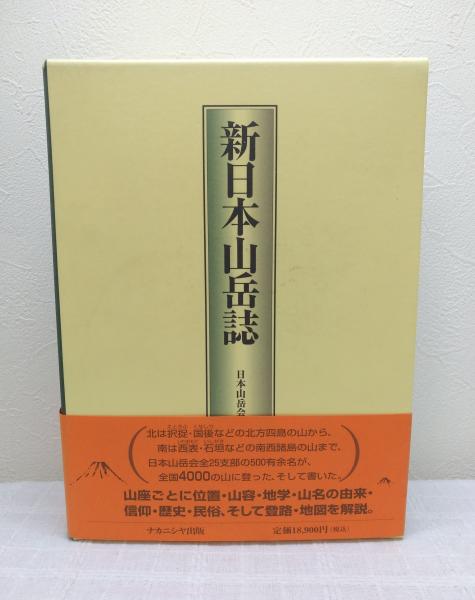 新日本山岳誌
日本山岳会
北は択捉・国後などの北方四島の山から、
南は西表・石垣などの南西諸島の山まで、
日本山岳会全25支部の500有余名が、
全国4000の山に登った、そして書いた。
山座ごとに位置・山容・地学・山名の由来・
信仰・歴史・民俗、そして登路・地図を解説。
ナカニシヤ出版 定価18,900円(税込)